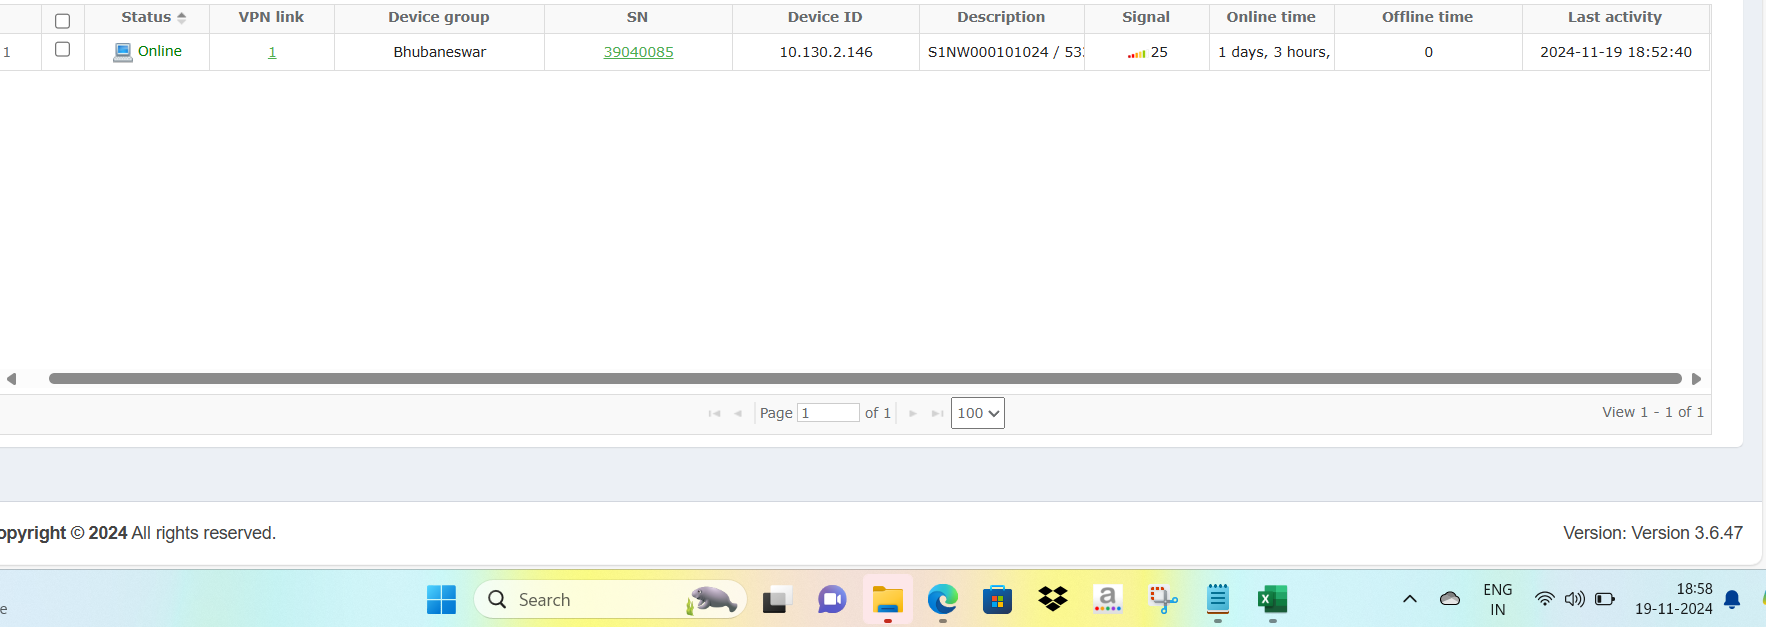 Status VPN link Device group SN Device ID Description Signal Online time Offline time Last activity
1 Online 1 Bhubaneswar 39040085 10.130.2.146 S1NW000101024 / 53 25 1 days, 3 hours, 0 2024-11-19 18:52:40
Page 1 of 1 100 View 1 - 1 of 1
opyright © 2024 All rights reserved. Version: Version 3.6.47
e Search a ENG 18:58
IN 19-11-2024